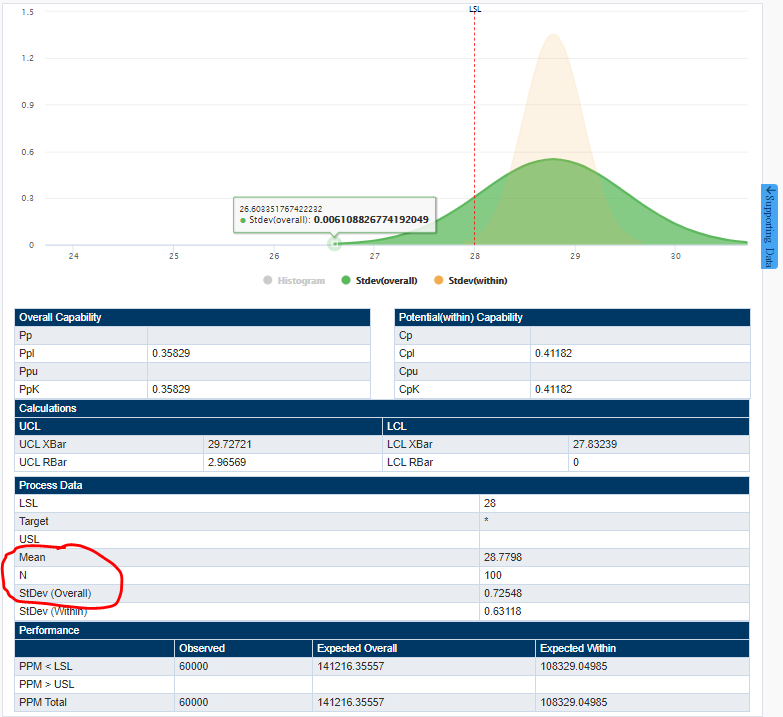 LSL
1.5
1.2
0.9
0.6
0.3
0
26.608851767422282
● Stdev(overall): 0.006108826774192049
24 25 26 27 28 29 30
Histogram Stdev(overall) Stdev(within)
Supporting Data
Overall Capability
Pp
Ppl 0.35829
Ppu
PpK 0.35829
Potential(within) Capability
Cp
Cpl 0.41182
Cpu
CpK 0.41182
Calculations
UCL LCL
UCL XBar 29.72721 LCL XBar 27.83239
UCL RBar 2.96569 LCL RBar 0
Process Data
LSL 28
Target *
USL
Mean 28.7798
N 100
StDev (Overall) 0.72548
StDev (Within) 0.63118
Performance
Observed Expected Overall Expected Within
PPM < LSL 60000 141216.35557 108329.04985
PPM > USL
PPM Total 60000 141216.35557 108329.04985